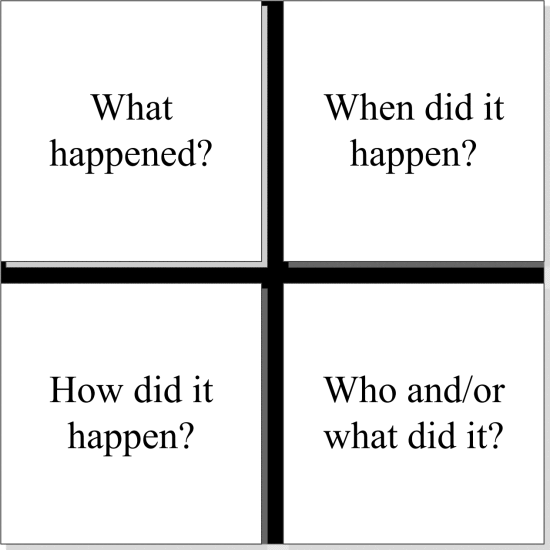 What
happened?
When did it
happen?
How did it
happen?
Who and/or
what did it?